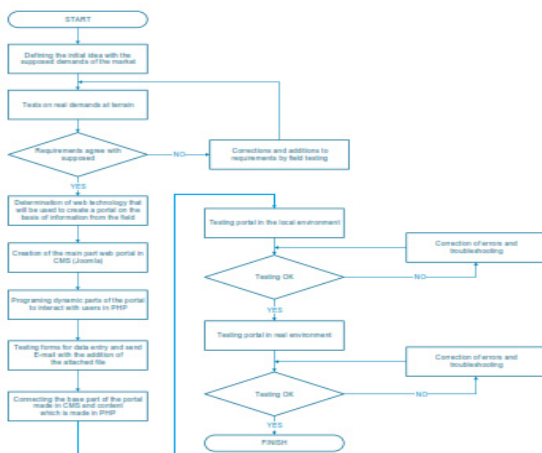 START
Defining the initial idea with the
supposed demands of the market
Tests on real demands at terrain
Requirements agree with
supposed
NO
Corrections and additions to
requirements by field testing
YES
Determination of web technology that
will be used to create a portal on the
basis of information from the field
Creation of the main part web portal in
CMS (Joomla)
Programing dynamic parts of the portal
to interact with users in PHP
Testing forms for data entry and send
E-mail with the addition of
the attached file
Connecting the base part of the portal
made in CMS and content
which is made in PHP
Testing portal in the local environment
Correction of errors and
troubleshooting
Testing OK
NO
YES
Testing portal in real environment
Correction of errors and
troubleshooting
Testing OK
NO
YES
FINISH